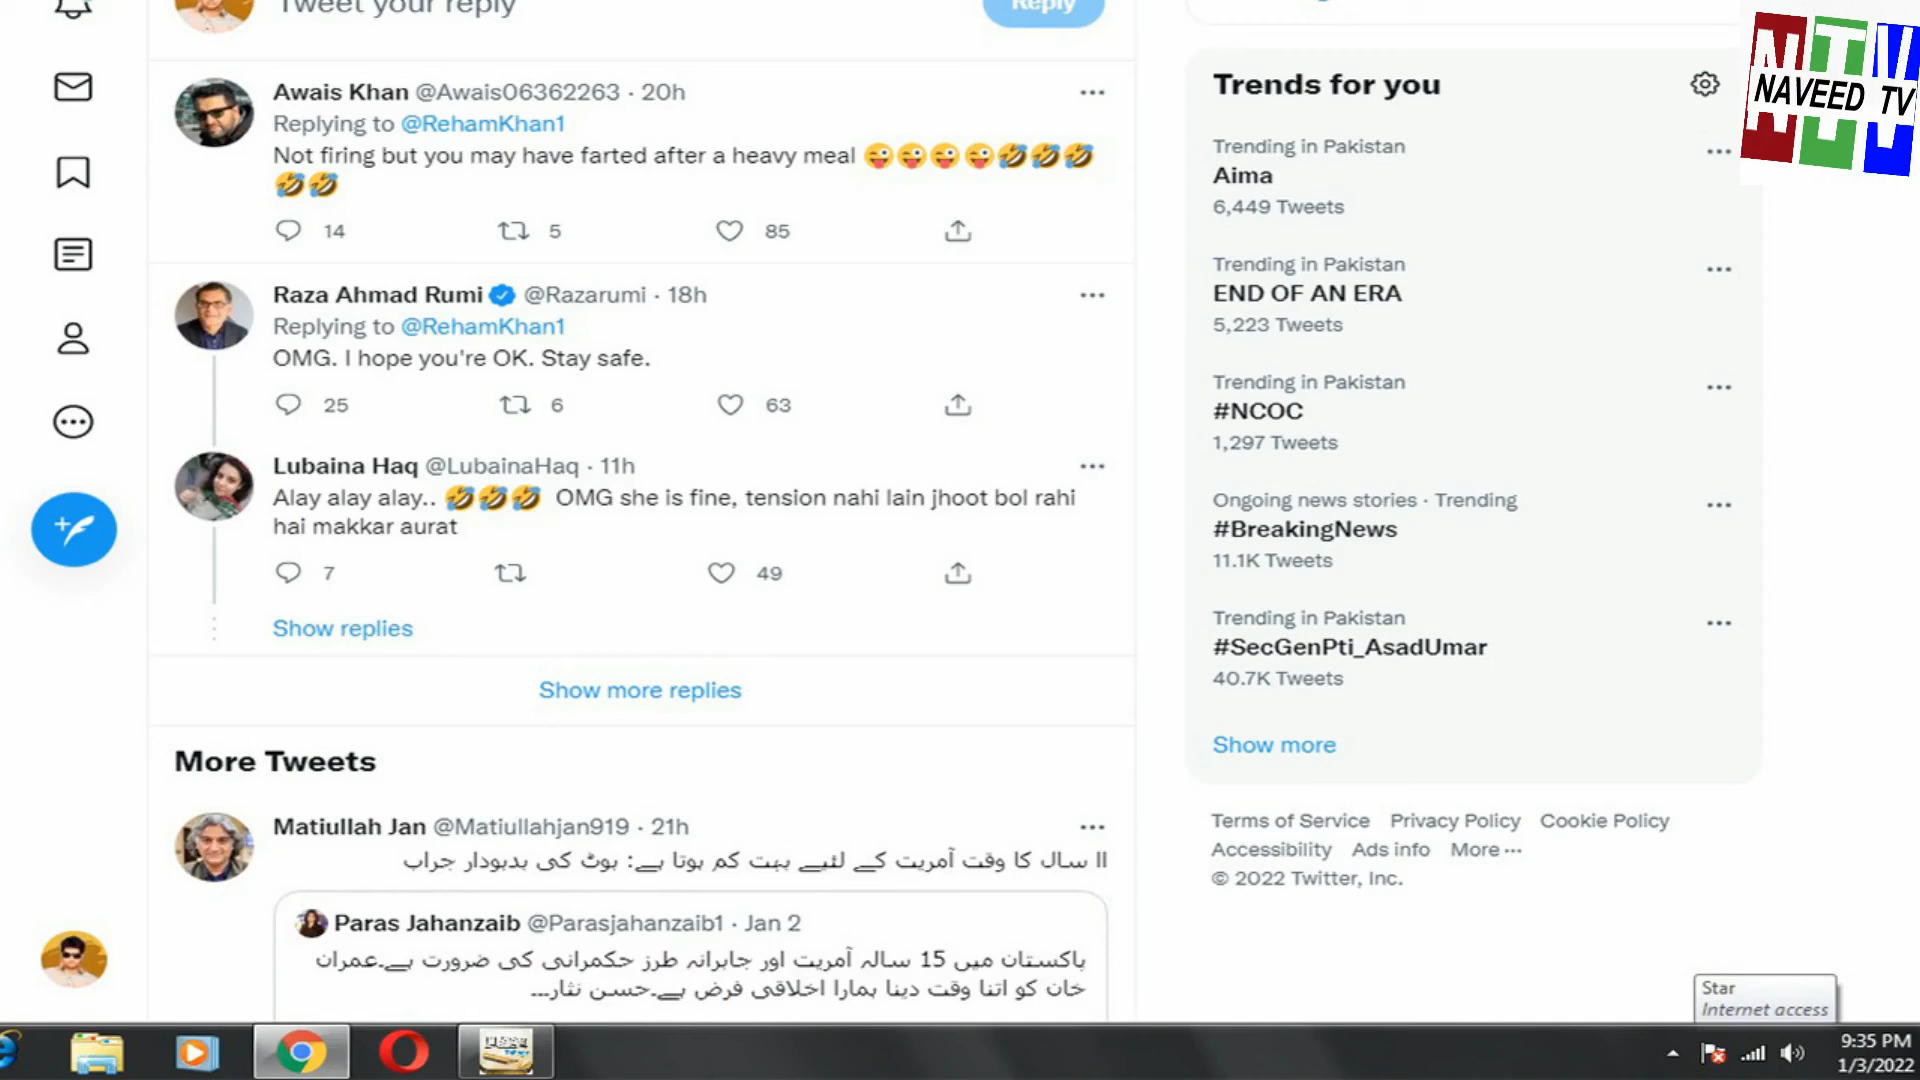 Tweet your reply
Reply
Awais Khan @Awais06362263 · 20h
Replying to @RehamKhan1
Not firing but you may have farted after a heavy meal 😜😜😜😜🤣🤣🤣
🤣🤣
14 5 85
Raza Ahmad Rumi @Razarumi · 18h
Replying to @RehamKhan1
OMG. I hope you're OK. Stay safe.
25 6 63
Lubaina Haq @LubainaHaq · 11h
Alay alay alay.. 🤣🤣🤣 OMG she is fine, tension nahi lain jhoot bol rahi
hai makkar aurat
7 49
Show replies
Show more replies
More Tweets
Matiullah Jan @Matiullahjan919 · 21h
اا سال کا وقت آمریت کے لئیے بہت کم ہوتا ہے: بوٹ کی بدبودار جراب
Paras Jahanzaib @Parasjahanzaib1 · Jan 2
پاکستان میں 15 سالہ آمریت اور جابرانہ طرز حکمرانی کی ضرورت ہے۔عمران
خان کو اتنا وقت دینا ہمارا اخلاقی فرض ہے۔حسن نثار...
Trends for you
Trending in Pakistan
Aima
6,449 Tweets
Trending in Pakistan
END OF AN ERA
5,223 Tweets
Trending in Pakistan
#NCOC
1,297 Tweets
Ongoing news stories · Trending
#BreakingNews
11.1K Tweets
Trending in Pakistan
#SecGenPti_AsadUmar
40.7K Tweets
Show more
Terms of Service Privacy Policy Cookie Policy
Accessibility Ads info More ···
© 2022 Twitter, Inc.
NTV
NAVEED TV
Star
Internet access
9:35 PM
1/3/2022